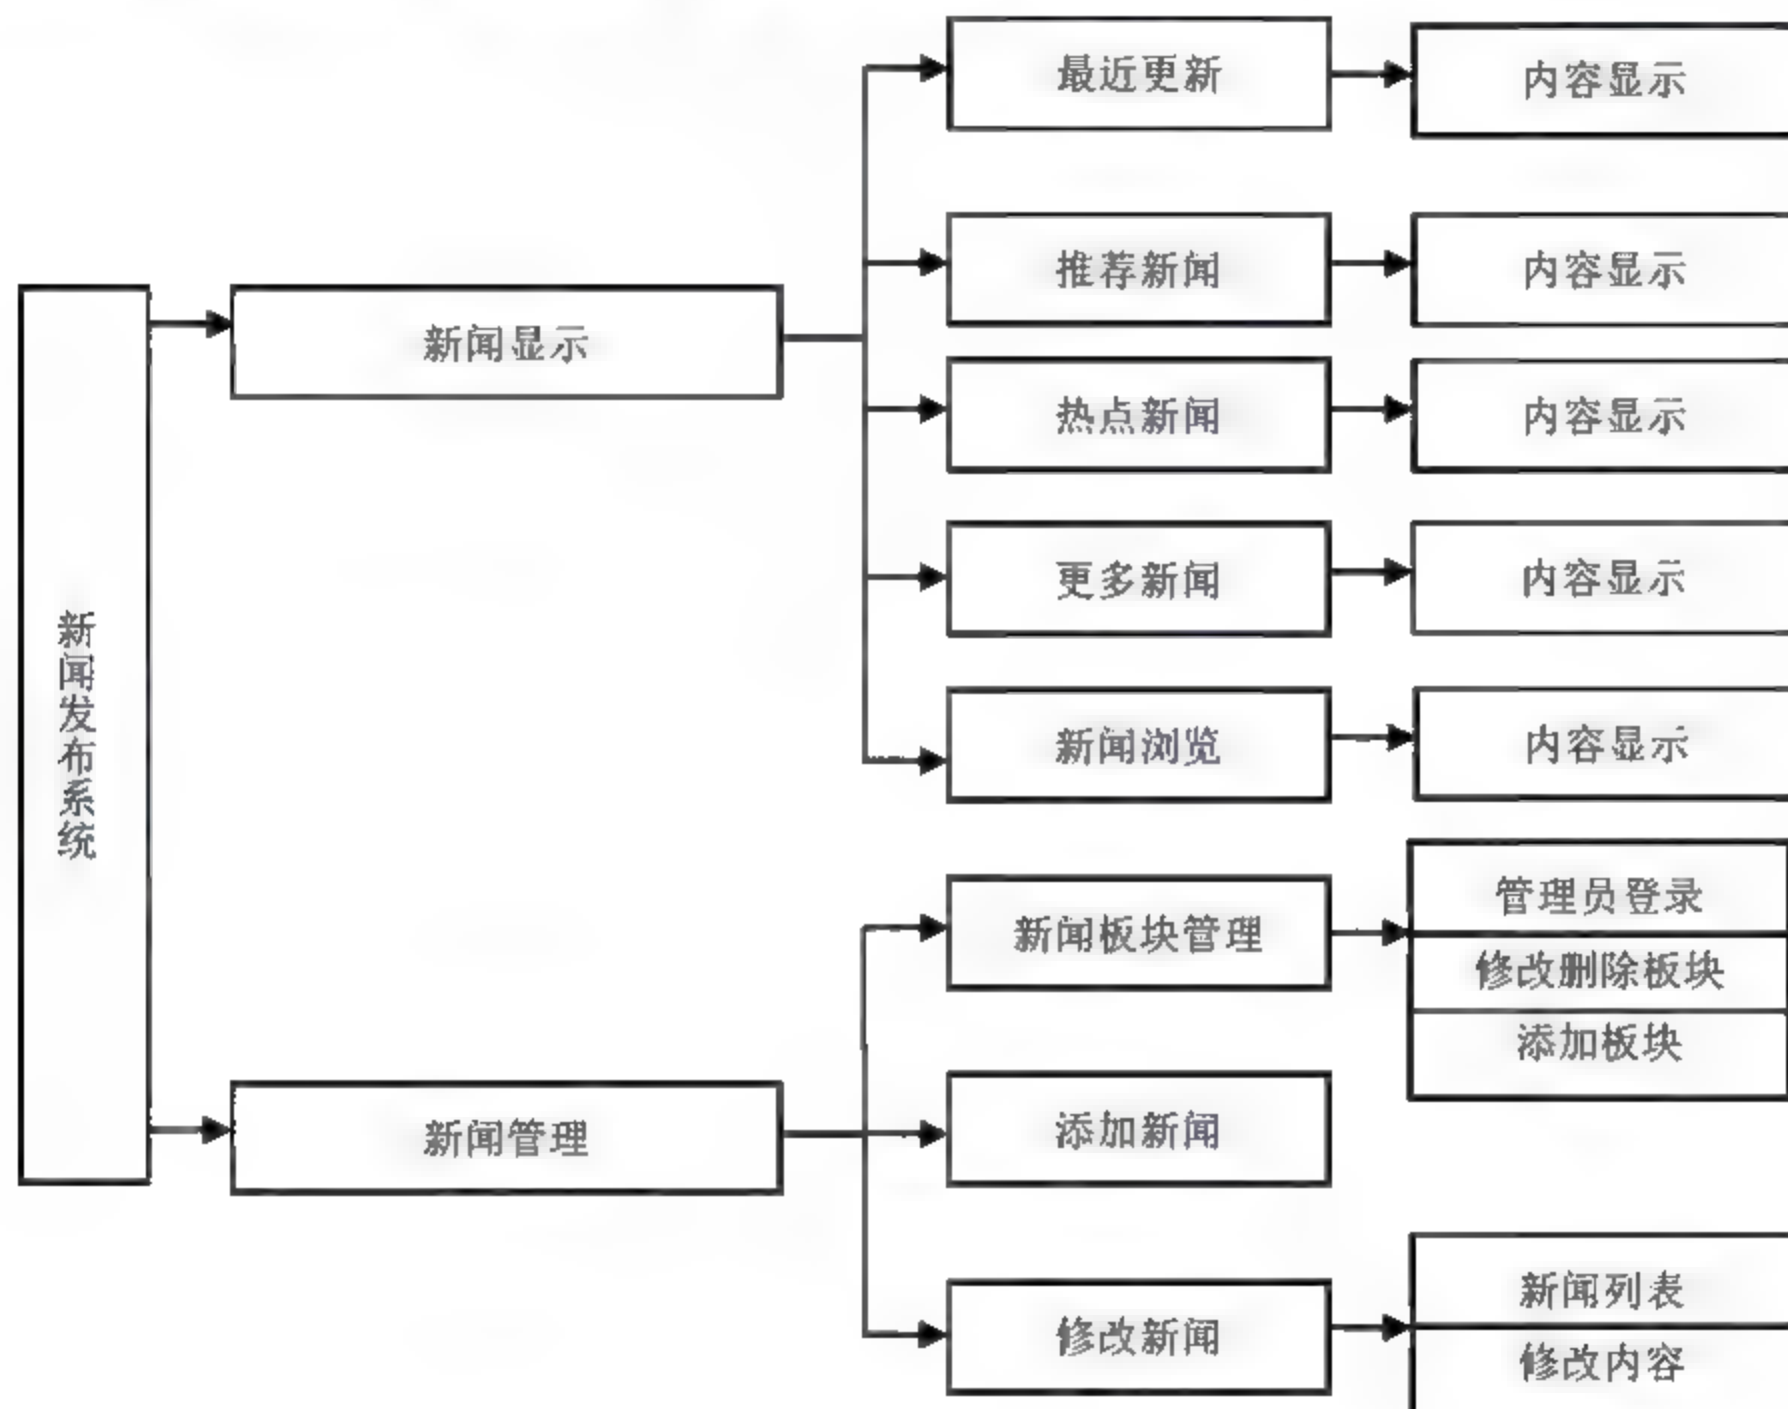 最近更新
内容显示
推荐新闻
内容显示
新闻显示
热点新闻
内容显示
更多新闻
内容显示
新闻发布系统
新闻浏览
内容显示
新闻板块管理
管理员登录
修改删除板块
添加板块
新闻管理
添加新闻
修改新闻
新闻列表
修改内容